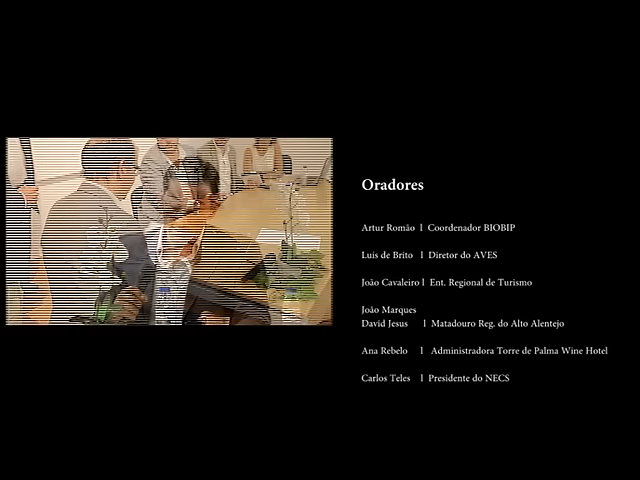 Oradores
Artur Romão | Coordenador BIOBIP
Luis de Brito | Diretor do AVES
João Cavaleiro | Ent. Regional de Turismo
João Marques
David Jesus | Matadouro Reg. do Alto Alentejo
Ana Rebelo | Administradora Torre de Palma Wine Hotel
Carlos Teles | Presidente do NECS